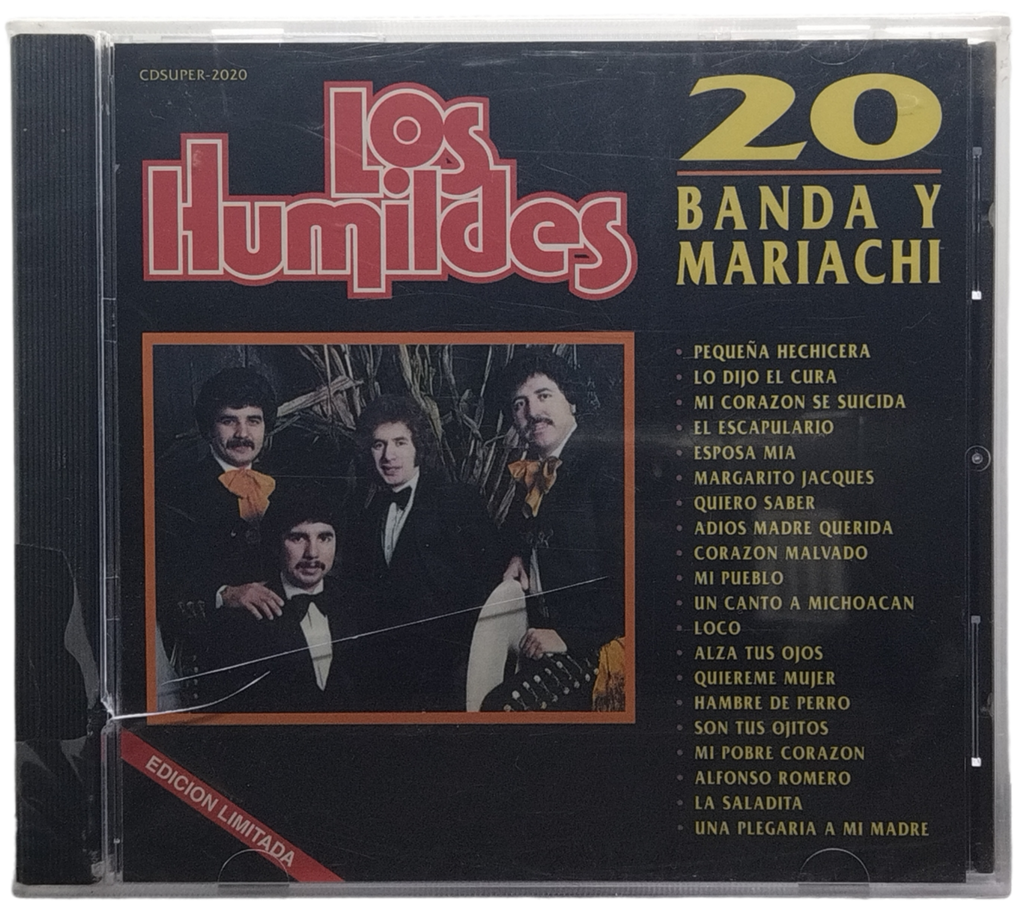 CDSUPER-2020
Los
Humildes
20
BANDA Y
MARIACHI
• PEQUEÑA HECHICERA
• LO DIJO EL CURA
• MI CORAZON SE SUICIDA
• EL ESCAPULARIO
• ESPOSA MIA
• MARGARITO JACQUES
• QUIERO SABER
• ADIOS MADRE QUERIDA
• CORAZON MALVADO
• MI PUEBLO
• UN CANTO A MICHOACAN
• LOCO
• ALZA TUS OJOS
• QUIEREME MUJER
• HAMBRE DE PERRO
• SON TUS OJITOS
• MI POBRE CORAZON
• ALFONSO ROMERO
• LA SALADITA
• UNA PLEGARIA A MI MADRE
EDICION LIMITADA